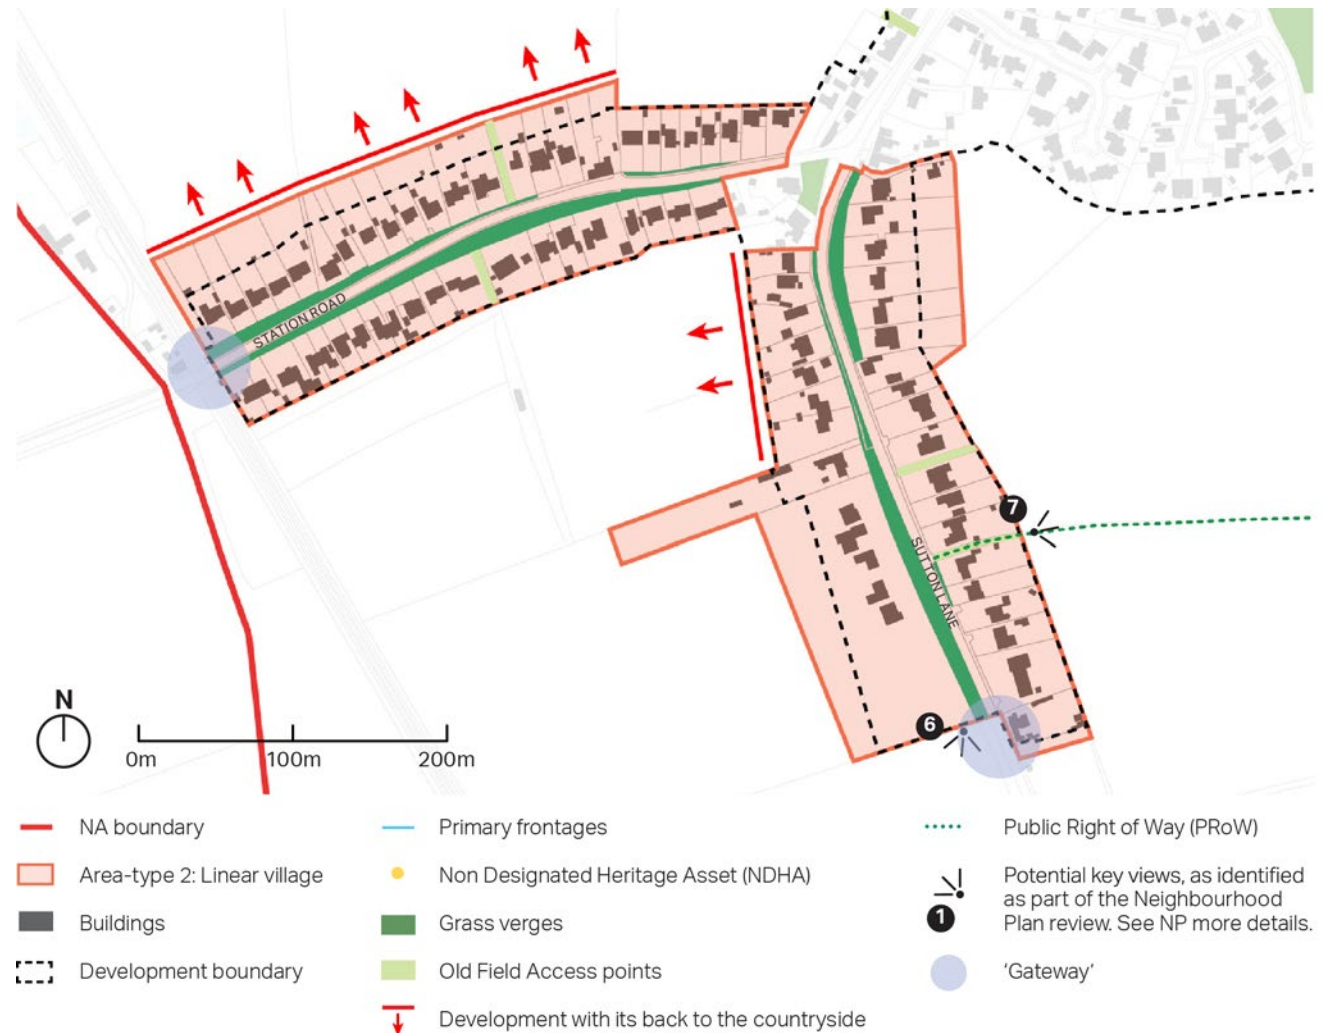 STATION ROAD
7
SUTTON LANE
6
N
0m
100m
200m
NA boundary
Area-type 2: Linear village
Buildings
Development boundary
Primary frontages
Non Designated Heritage Asset (NDHA)
Grass verges
Old Field Access points
Development with its back to the countryside
Public Right of Way (PRoW)
1
Potential key views, as identified
as part of the Neighbourhood
Plan review. See NP more details.
'Gateway'